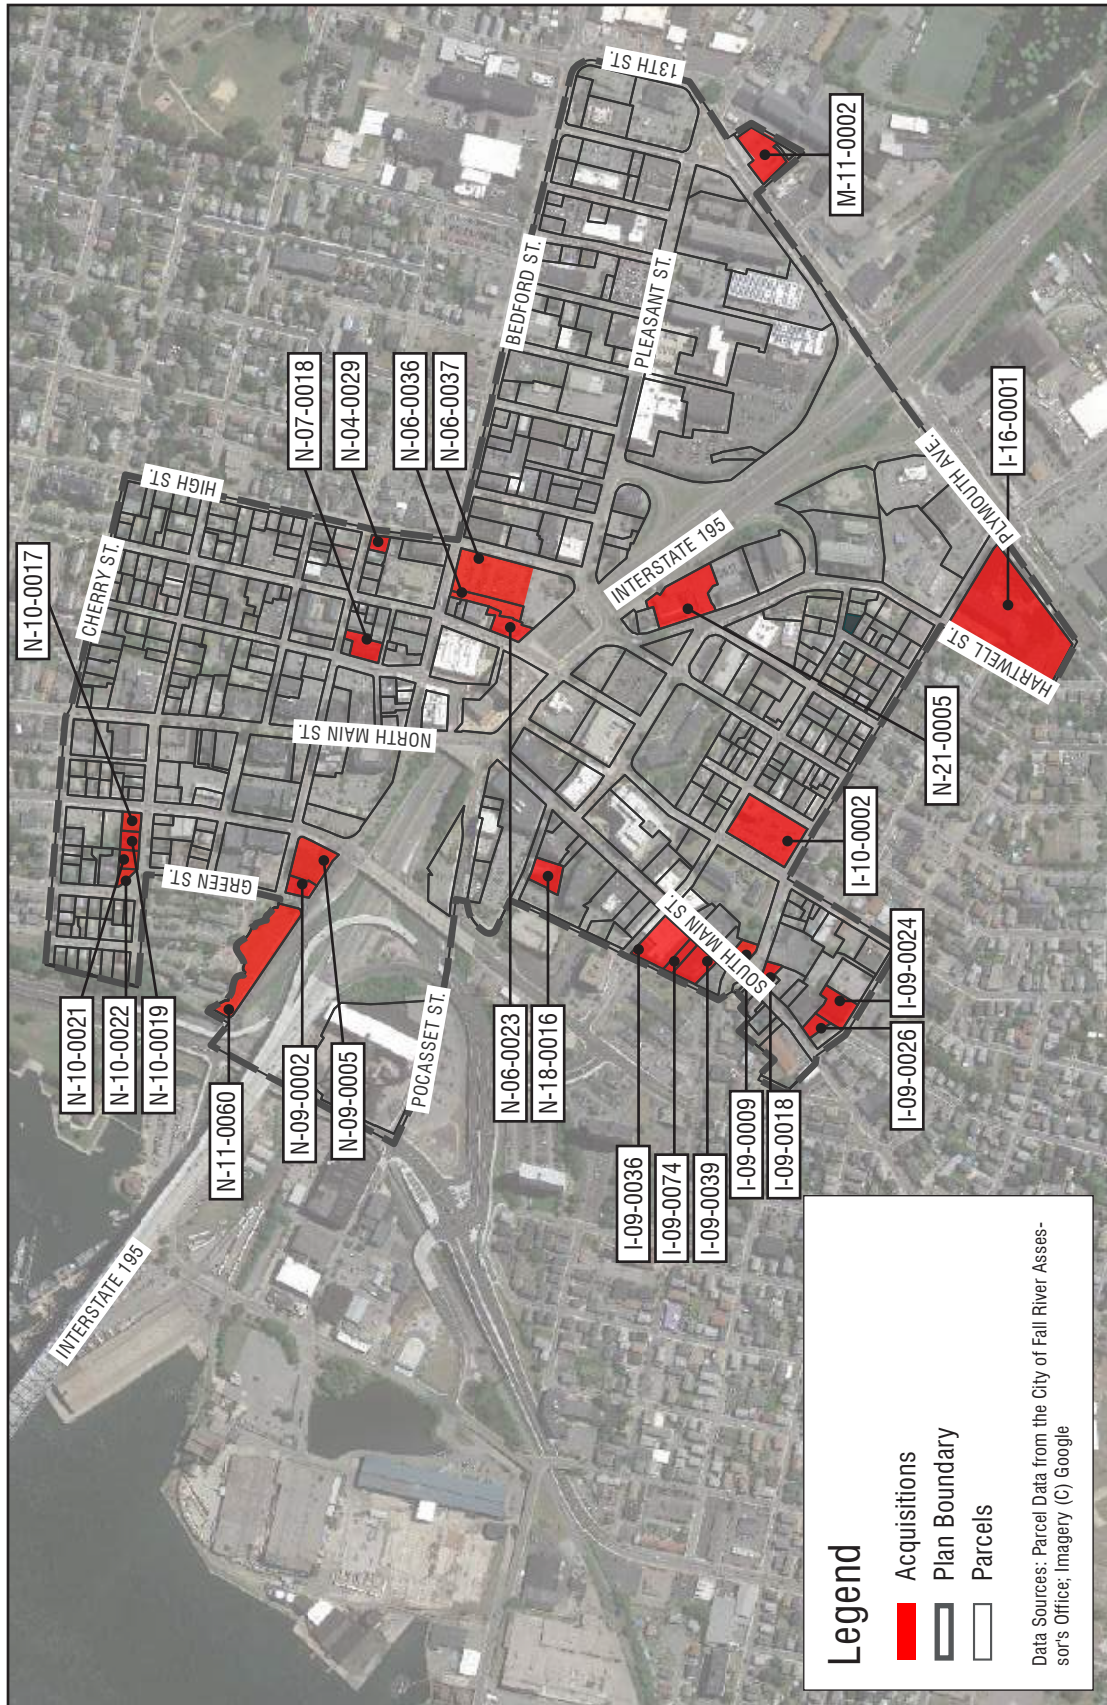 INTERSTATE 195
N-10-0021
N-10-0022
N-10-0019
N-10-0017
CHERRY ST.
HIGH ST.
GREEN ST.
N-11-0060
N-09-0002
N-09-0005
NORTH MAIN ST.
N-07-0018
N-04-0029
N-06-0036
N-06-0037
BEDFORD ST.
13TH ST.
PLEASANT ST.
M-11-0002
POCASSET ST.
N-06-0023
N-18-0016
INTERSTATE 195
I-09-0036
I-09-0074
I-09-0039
I-09-0009
I-09-0018
SOUTH MAIN ST.
I-10-0002
I-09-0024
I-09-0026
N-21-0005
HARTWELL ST.
PLYMOUTH AVE.
I-16-0001
Legend
Acquisitions
Plan Boundary
Parcels
Data Sources: Parcel Data from the City of Fall River Asses-
sor's Office; Imagery (C) Google